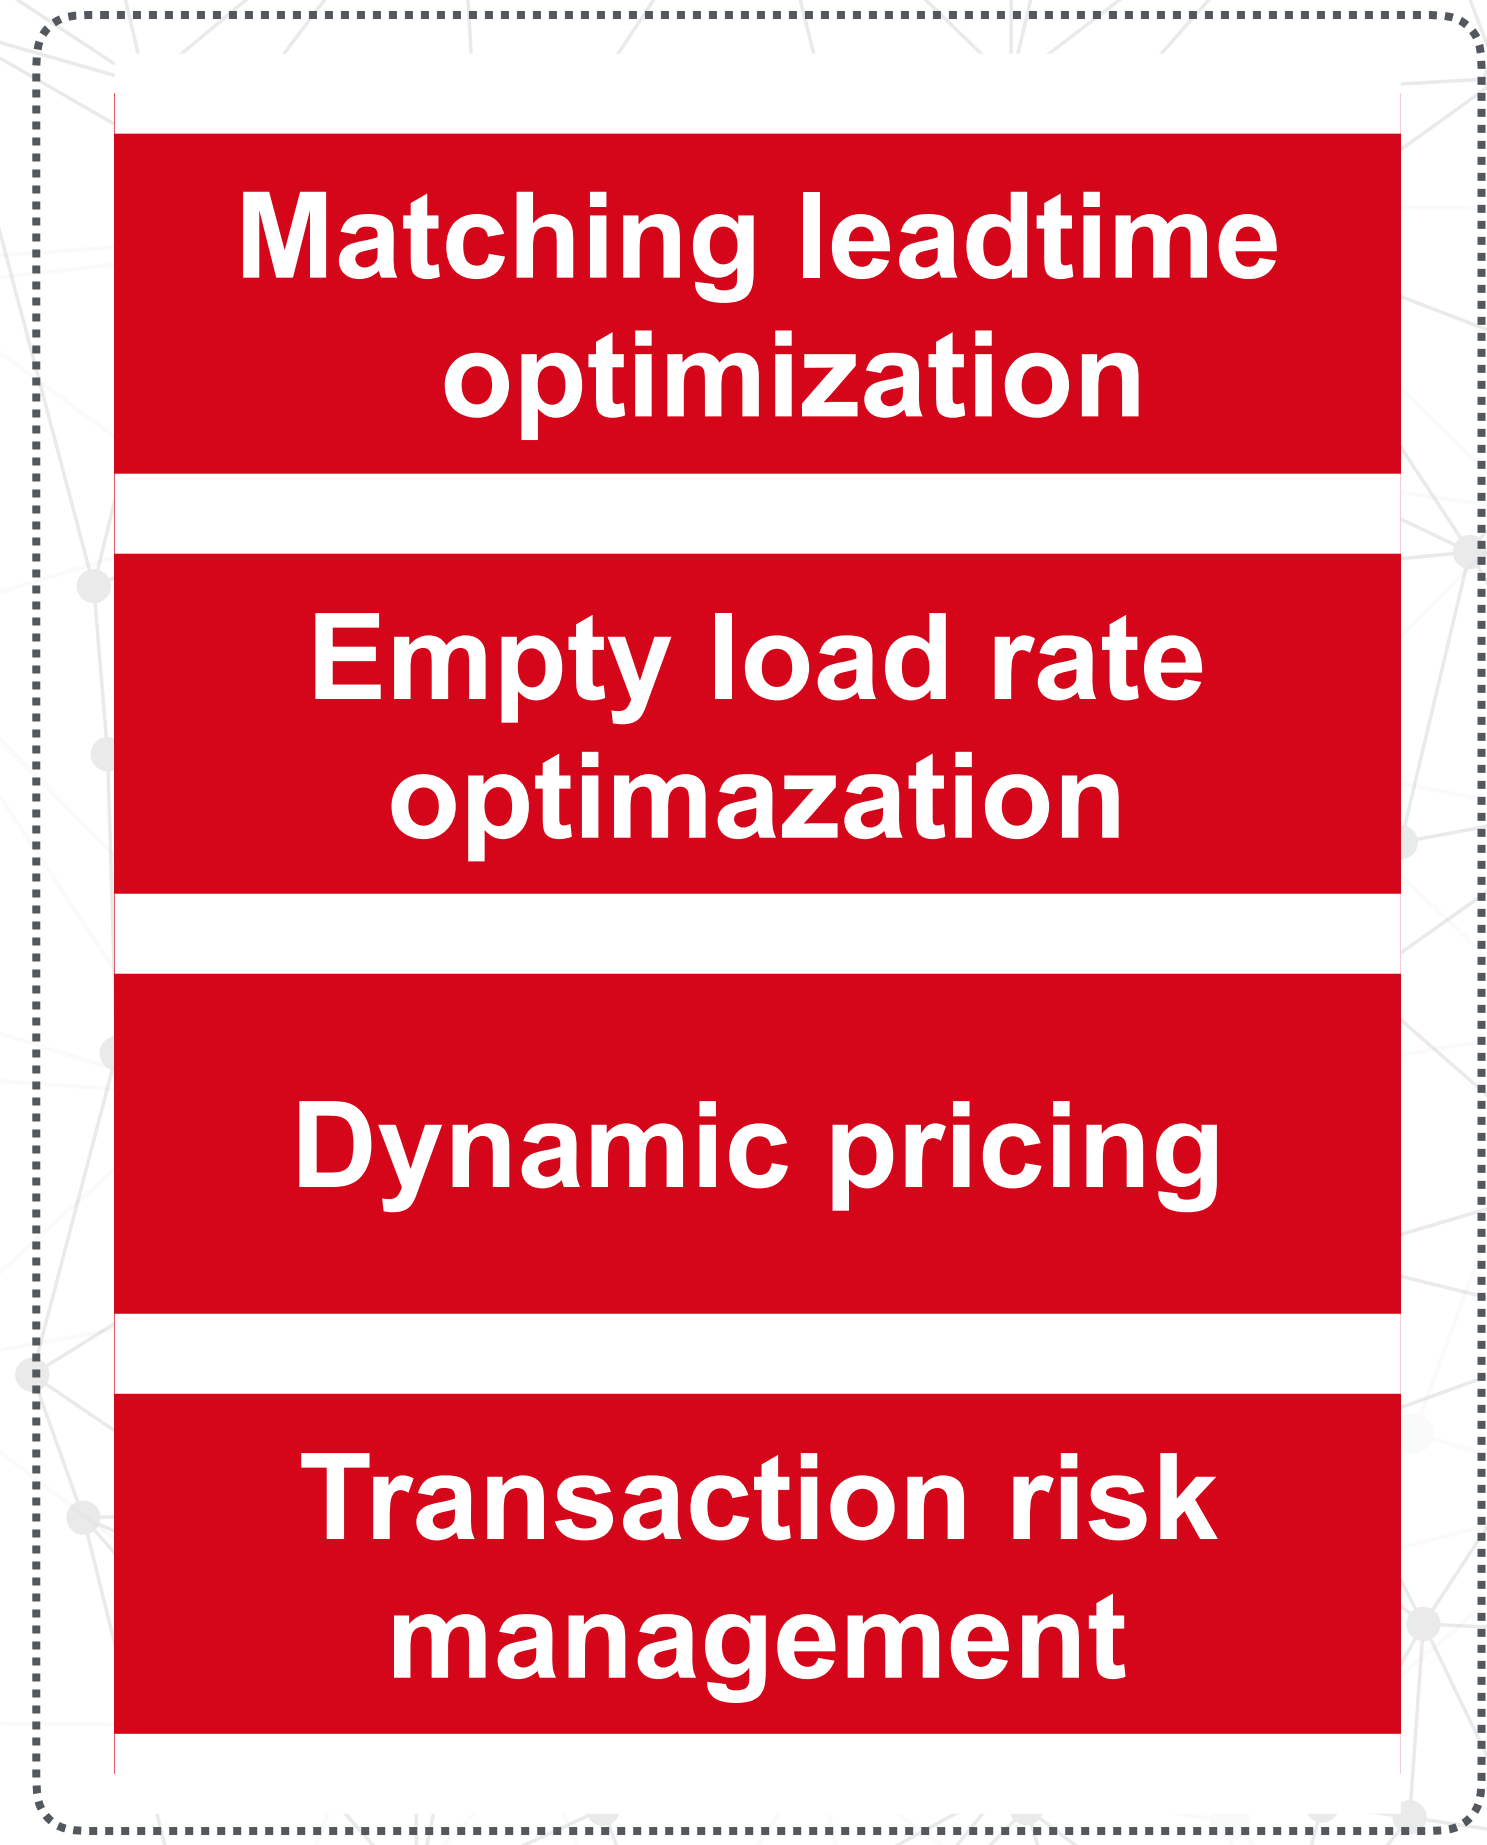 Matching leadtime
optimization
Empty load rate
optimazation
Dynamic pricing
Transaction risk
management